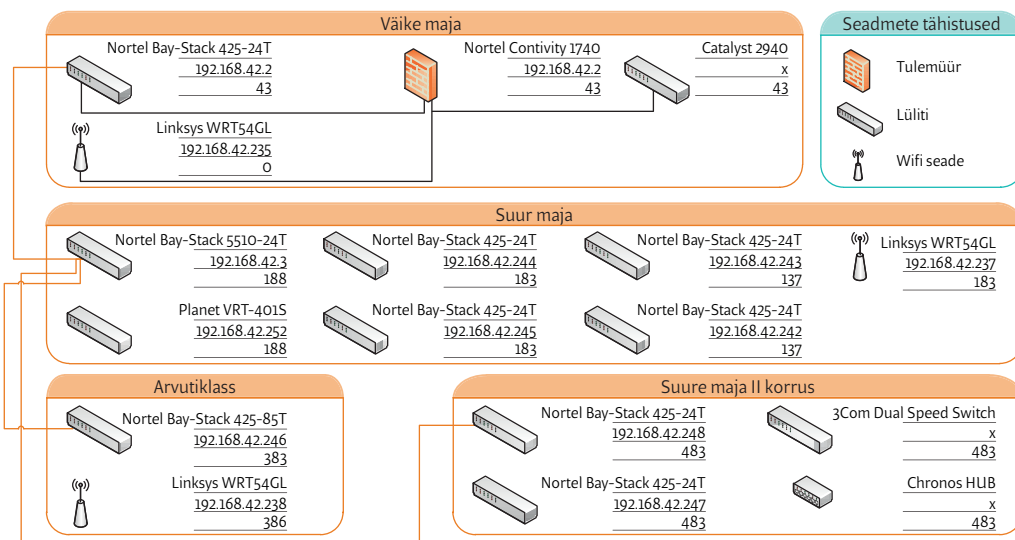 Väike maja
Nortel Bay-Stack 425-24T
192.168.42.2
43
Nortel Contivity 1740
192.168.42.2
43
Catalyst 2940
x
43
Linksys WRT54GL
192.168.42.235
0
Seadmete tähistused
Tulemüür
Lüliti
Wifi seade
Suur maja
Nortel Bay-Stack 5510-24T
192.168.42.3
188
Nortel Bay-Stack 425-24T
192.168.42.244
183
Nortel Bay-Stack 425-24T
192.168.42.243
137
Linksys WRT54GL
192.168.42.237
183
Planet VRT-401S
192.168.42.252
188
Nortel Bay-Stack 425-24T
192.168.42.245
183
Nortel Bay-Stack 425-24T
192.168.42.242
137
Arvutiklass
Nortel Bay-Stack 425-85T
192.168.42.246
383
Linksys WRT54GL
192.168.42.238
386
Suure maja II korrus
Nortel Bay-Stack 425-24T
192.168.42.248
483
3Com Dual Speed Switch
x
483
Nortel Bay-Stack 425-24T
192.168.42.247
483
Chronos HUB
x
483